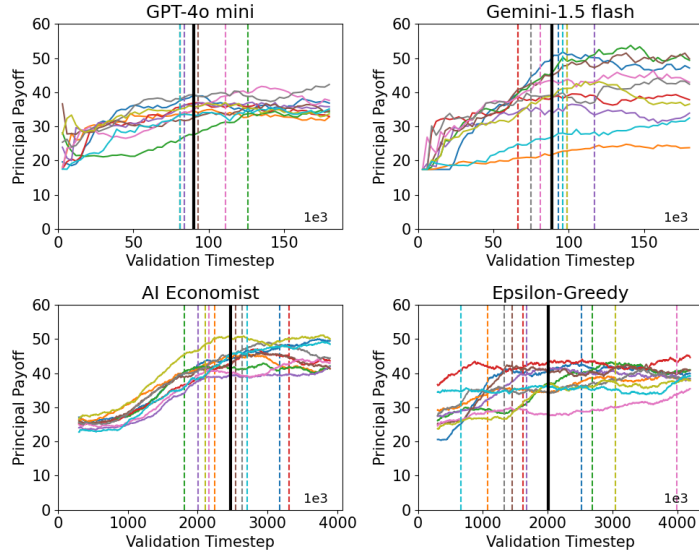 GPT-4o mini
Principal Payoff
60
50
40
30
20
10
0
0
50
100
150
1e3
Validation Timestep
Gemini-1.5 flash
Principal Payoff
60
50
40
30
20
10
0
0
50
100
150
1e3
Validation Timestep
AI Economist
Principal Payoff
60
50
40
30
20
10
0
0
1000
2000
3000
4000
1e3
Validation Timestep
Epsilon-Greedy
Principal Payoff
60
50
40
30
20
10
0
0
1000
2000
3000
4000
1e3
Validation Timestep